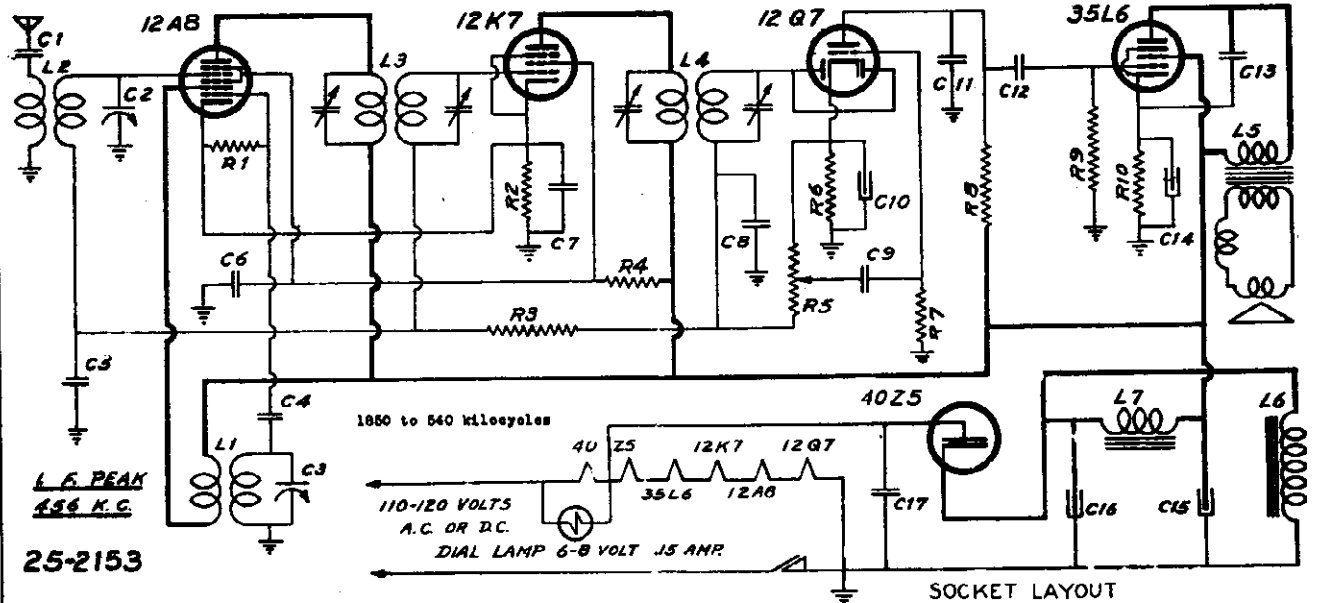 12A8
12K7
12Q7
35L6
C1
L2
C2
L3
L4
C11
C12
C13
R1
R2
C7
C8
R6
C10
R8
R9
R10
L5
C14
C6
R4
R5
C9
R7
R3
C5
C4
L1
C3
1850 to 540 kilocycles
40Z5
L7
L6
40 Z5
12K7
12Q7
35L6
12A8
C17
C16
C15
I.F. PEAK
456 K.C.
110-120 VOLTS
A.C. OR D.C.
DIAL LAMP 6-8 VOLT .15 AMP.
25-2153
SOCKET LAYOUT